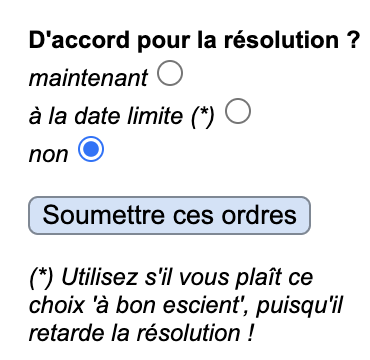 D'accord pour la résolution ?
maintenant
à la date limite (*)
non
Soumettre ces ordres
(*) Utilisez s'il vous plaît ce
choix 'à bon escient', puisqu'il
retarde la résolution !